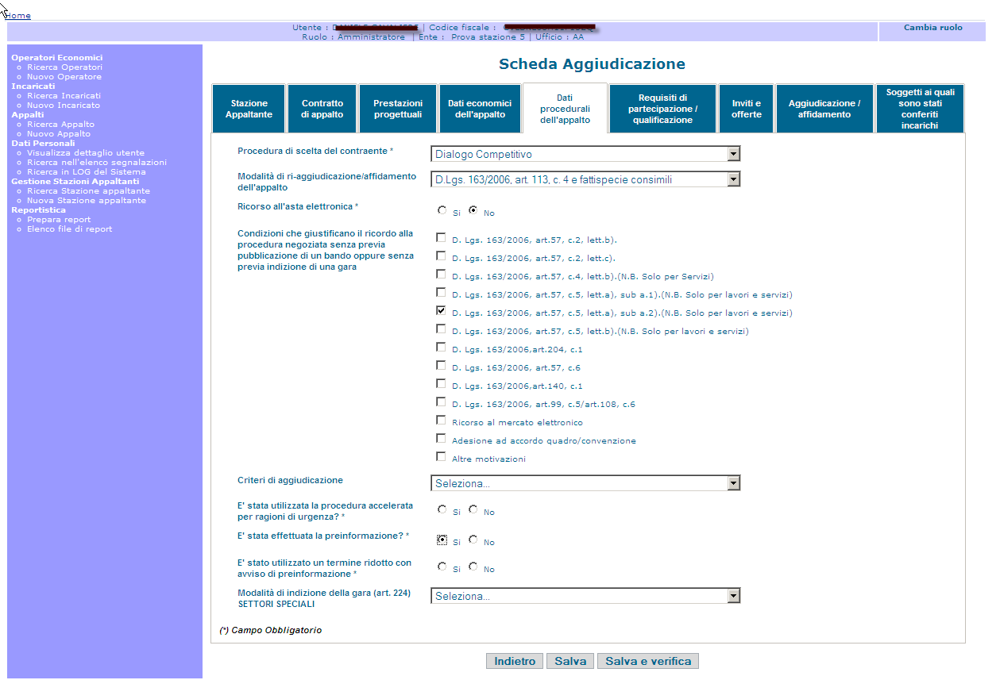 Home
Utente : | Codice fiscale :
Ruolo : Amministratore | Ente : Prova stazione 5 | Ufficio : AA
Cambia ruolo
Operatori Economici
Ricerca Operatori
Nuovo Operatore
Incaricati
Ricerca Incaricati
Nuovo Incaricato
Appalti
Ricerca Appalto
Nuovo Appalto
Dati Personali
Visualizza dettaglio utente
Ricerca nell'elenco segnalazioni
Ricerca in LOG del Sistema
Gestione Stazioni Appaltanti
Ricerca Stazione appaltante
Nuova Stazione appaltante
Reportistica
Prepara report
Elenco file di report
Scheda Aggiudicazione
Stazione
Appaltante
Contratto
di appalto
Prestazioni
progettuali
Dati economici
dell'appalto
Dati
procedurali
dell'appalto
Requisiti di
partecipazione /
qualificazione
Inviti e
offerte
Aggiudicazione /
affidamento
Soggetti ai quali
sono stati
conferiti
incarichi
Procedura di scelta del contraente *
Dialogo Competitivo
Modalità di ri-aggiudicazione/affidamento
dell'appalto
D.Lgs. 163/2006, art. 113, c. 4 e fattispecie consimili
Ricorso all'asta elettronica *
Si No
Condizioni che giustificano il ricordo alla
procedura negoziata senza previa
pubblicazione di un bando oppure senza
previa indizione di una gara
D. Lgs. 163/2006, art.57, c.2, lett.b).
D. Lgs. 163/2006, art.57, c.2, lett.c).
D. Lgs. 163/2006, art.57, c.4, lett.b).(N.B. Solo per Servizi)
D. Lgs. 163/2006, art.57, c.5, lett.a), sub a.1).(N.B. Solo per lavori e servizi)
D. Lgs. 163/2006, art.57, c.5, lett.a), sub a.2).(N.B. Solo per lavori e servizi)
D. Lgs. 163/2006, art.57, c.5, lett.b).(N.B. Solo per lavori e servizi)
D. Lgs. 163/2006,art.204, c.1
D. Lgs. 163/2006, art.57, c.6
D. Lgs. 163/2006,art.140, c.1
D. Lgs. 163/2006, art.99, c.5/art.108, c.6
Ricorso al mercato elettronico
Adesione ad accordo quadro/convenzione
Altre motivazioni
Criteri di aggiudicazione
Seleziona...
E' stata utilizzata la procedura accelerata
per ragioni di urgenza? *
Si No
E' stata effettuata la preinformazione? *
Si No
E' stato utilizzato un termine ridotto con
avviso di preinformazione *
Si No
Modalità di indizione della gara (art. 224)
SETTORI SPECIALI
Seleziona...
(*) Campo Obbligatorio
Indietro
Salva
Salva e verifica